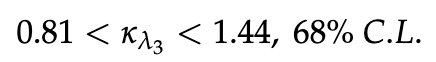 0.81 < κ_{λ_3} < 1.44, 68% C.L.